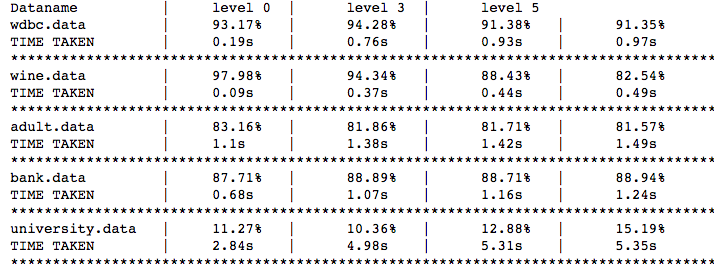 Dataname | level 0 | level 3 | level 5
wdbc.data | 93.17% | 94.28% | 91.38% | 91.35%
TIME TAKEN | 0.19s | 0.76s | 0.93s | 0.97s
************************************************************************************
wine.data | 97.98% | 94.34% | 88.43% | 82.54%
TIME TAKEN | 0.09s | 0.37s | 0.44s | 0.49s
************************************************************************************
adult.data | 83.16% | 81.86% | 81.71% | 81.57%
TIME TAKEN | 1.1s | 1.38s | 1.42s | 1.49s
************************************************************************************
bank.data | 87.71% | 88.89% | 88.71% | 88.94%
TIME TAKEN | 0.68s | 1.07s | 1.16s | 1.24s
************************************************************************************
university.data | 11.27% | 10.36% | 12.88% | 15.19%
TIME TAKEN | 2.84s | 4.98s | 5.31s | 5.35s
************************************************************************************